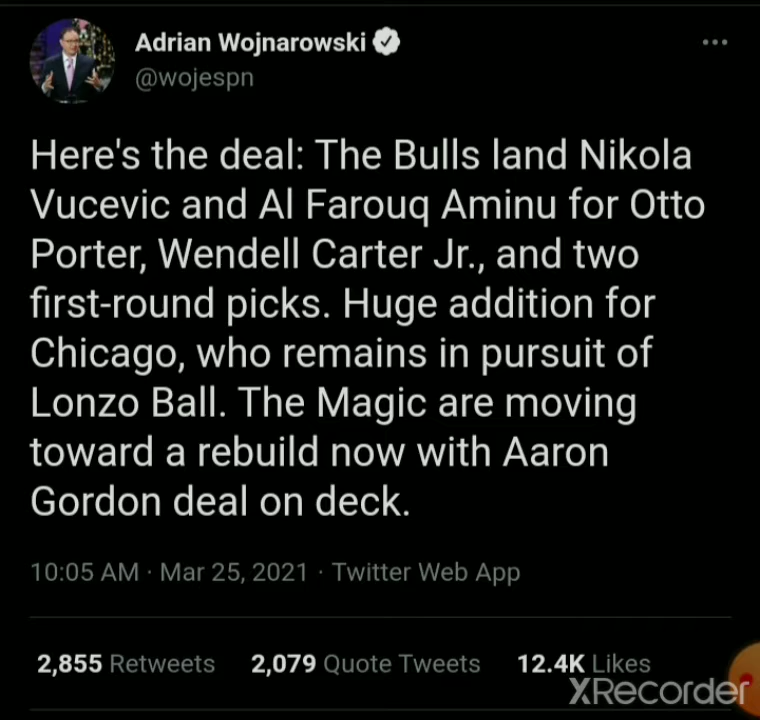 Adrian Wojnarowski
@wojespn
Here's the deal: The Bulls land Nikola
Vucevic and Al Farouq Aminu for Otto
Porter, Wendell Carter Jr., and two
first-round picks. Huge addition for
Chicago, who remains in pursuit of
Lonzo Ball. The Magic are moving
toward a rebuild now with Aaron
Gordon deal on deck.
10:05 AM · Mar 25, 2021 · Twitter Web App
2,855 Retweets 2,079 Quote Tweets 12.4K Likes
XRecorder